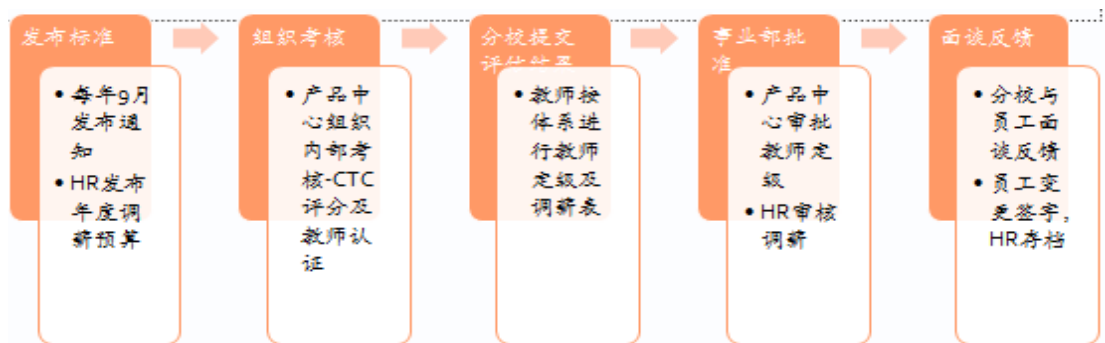 发布标准
• 每年9月
发布通
知
• HR发布
年度调
薪预算
组织考核
• 产品中
心组织
内部考
核-CTC
评分及
教师认
证
分校提交
评估结果
• 教师按
体系进
行教师
定级及
调薪表
事业部批
准
• 产品中
心审批
教师定
级
• HR审核
调薪
面谈反馈
• 分校与
员工面
谈反馈
• 员工变
更签字，
HR存档